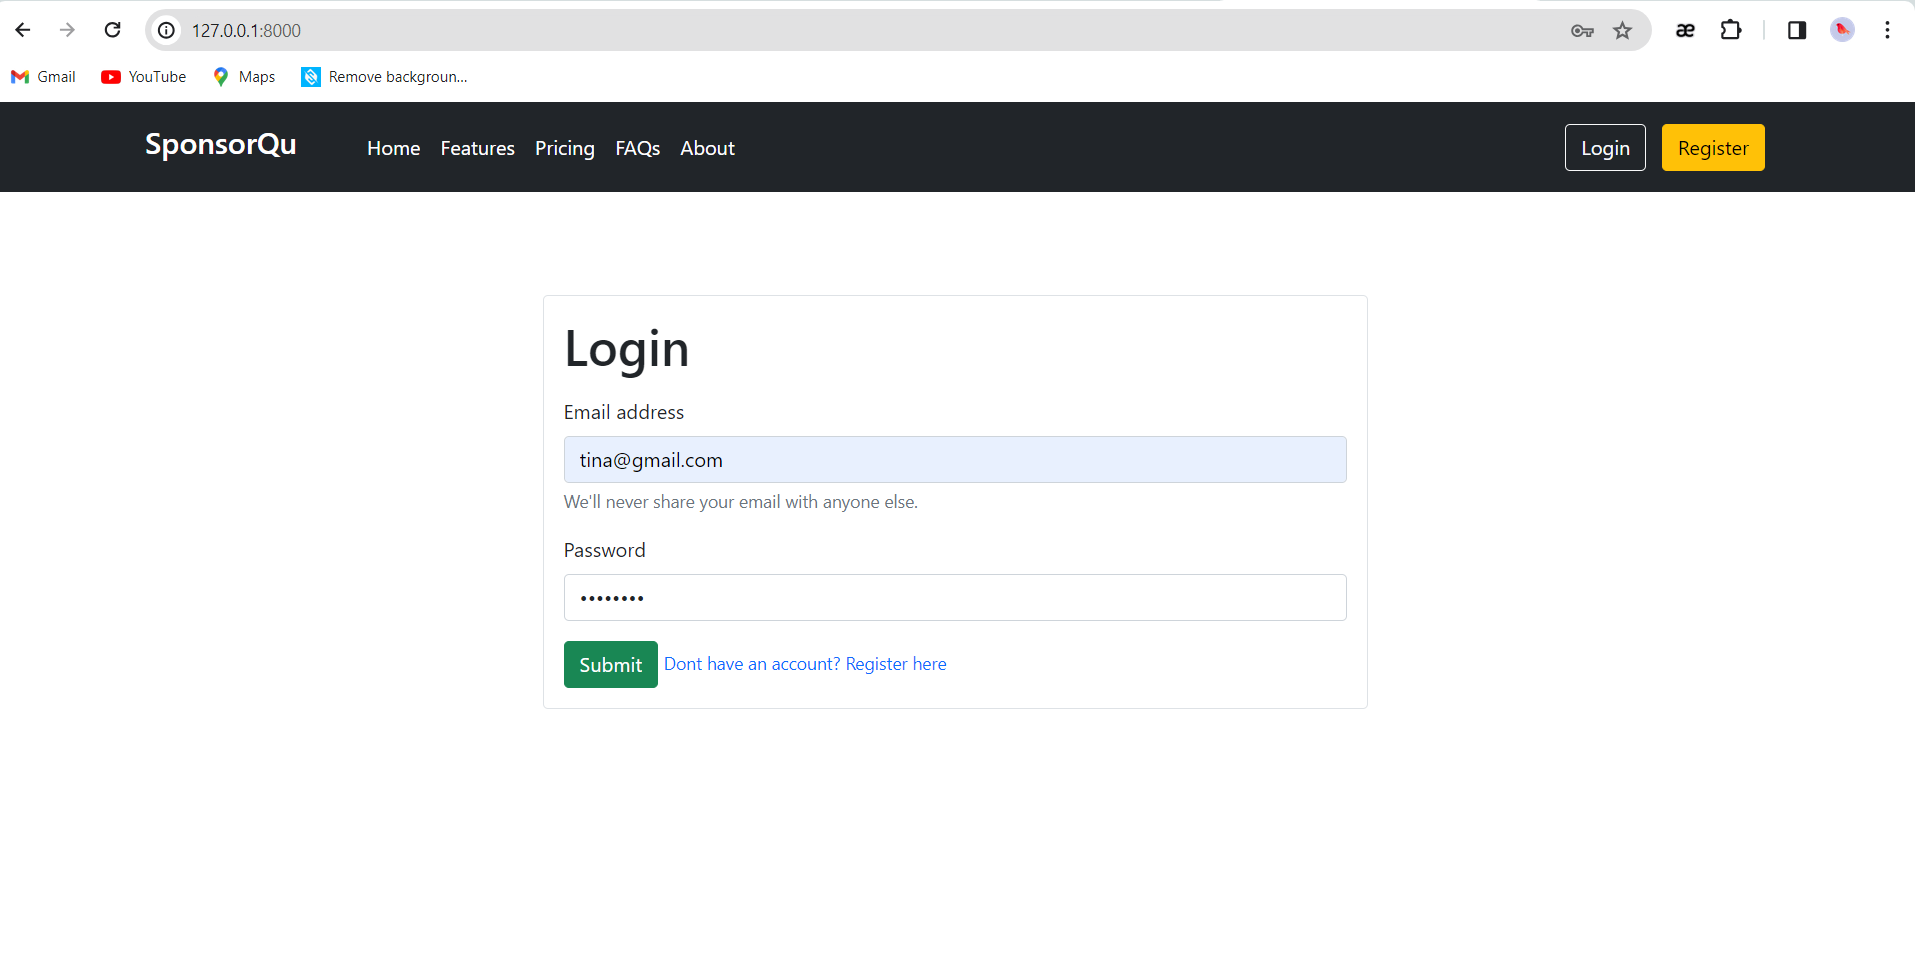 127.0.0.1:8000
Gmail YouTube Maps Remove backgroun...
SponsorQu Home Features Pricing FAQs About Login Register
Login
Email address
tina@gmail.com
We'll never share your email with anyone else.
Password
••••••••
Submit Dont have an account? Register here